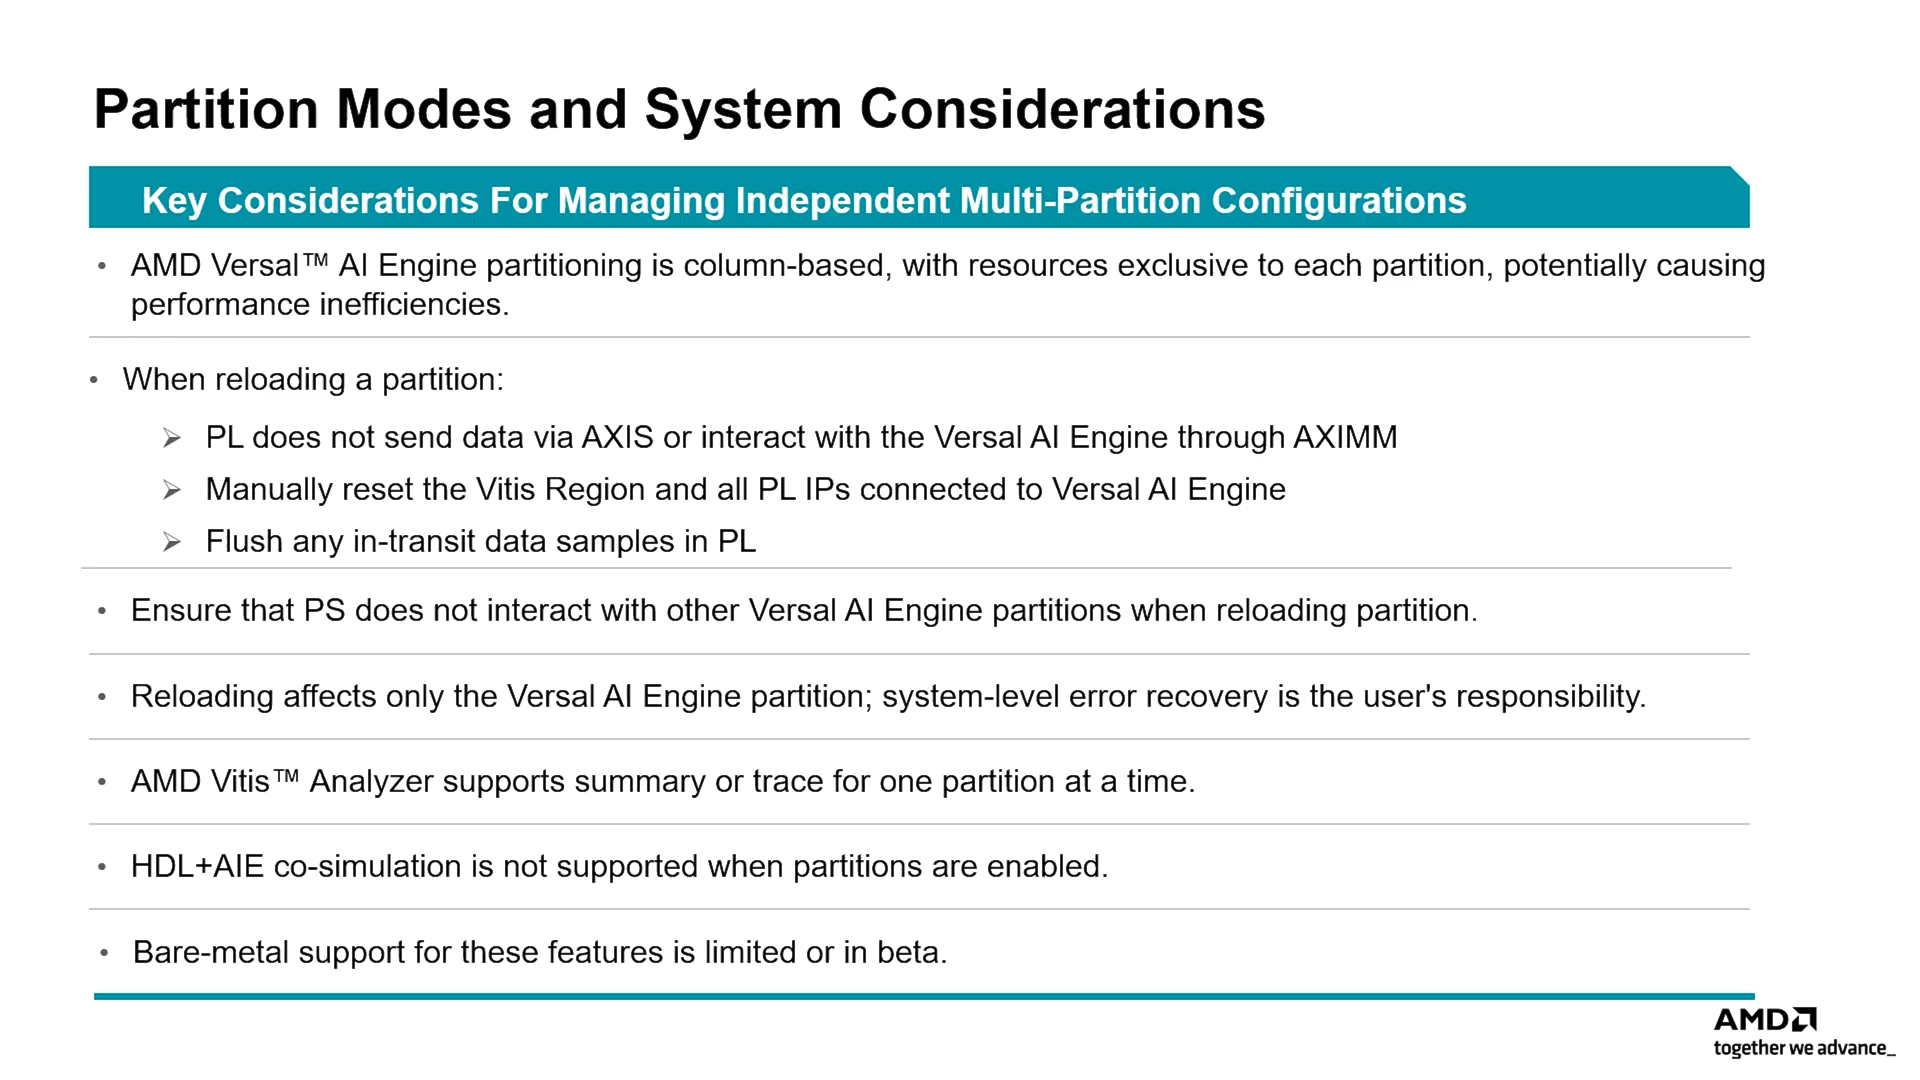 Partition Modes and System Considerations
Key Considerations For Managing Independent Multi-Partition Configurations
• AMD Versal™ AI Engine partitioning is column-based, with resources exclusive to each partition, potentially causing
performance inefficiencies.
• When reloading a partition:
➢ PL does not send data via AXIS or interact with the Versal AI Engine through AXIMM
➢ Manually reset the Vitis Region and all PL IPs connected to Versal AI Engine
➢ Flush any in-transit data samples in PL
• Ensure that PS does not interact with other Versal AI Engine partitions when reloading partition.
• Reloading affects only the Versal AI Engine partition; system-level error recovery is the user's responsibility.
• AMD Vitis™ Analyzer supports summary or trace for one partition at a time.
• HDL+AIE co-simulation is not supported when partitions are enabled.
• Bare-metal support for these features is limited or in beta.
AMD
together we advance_